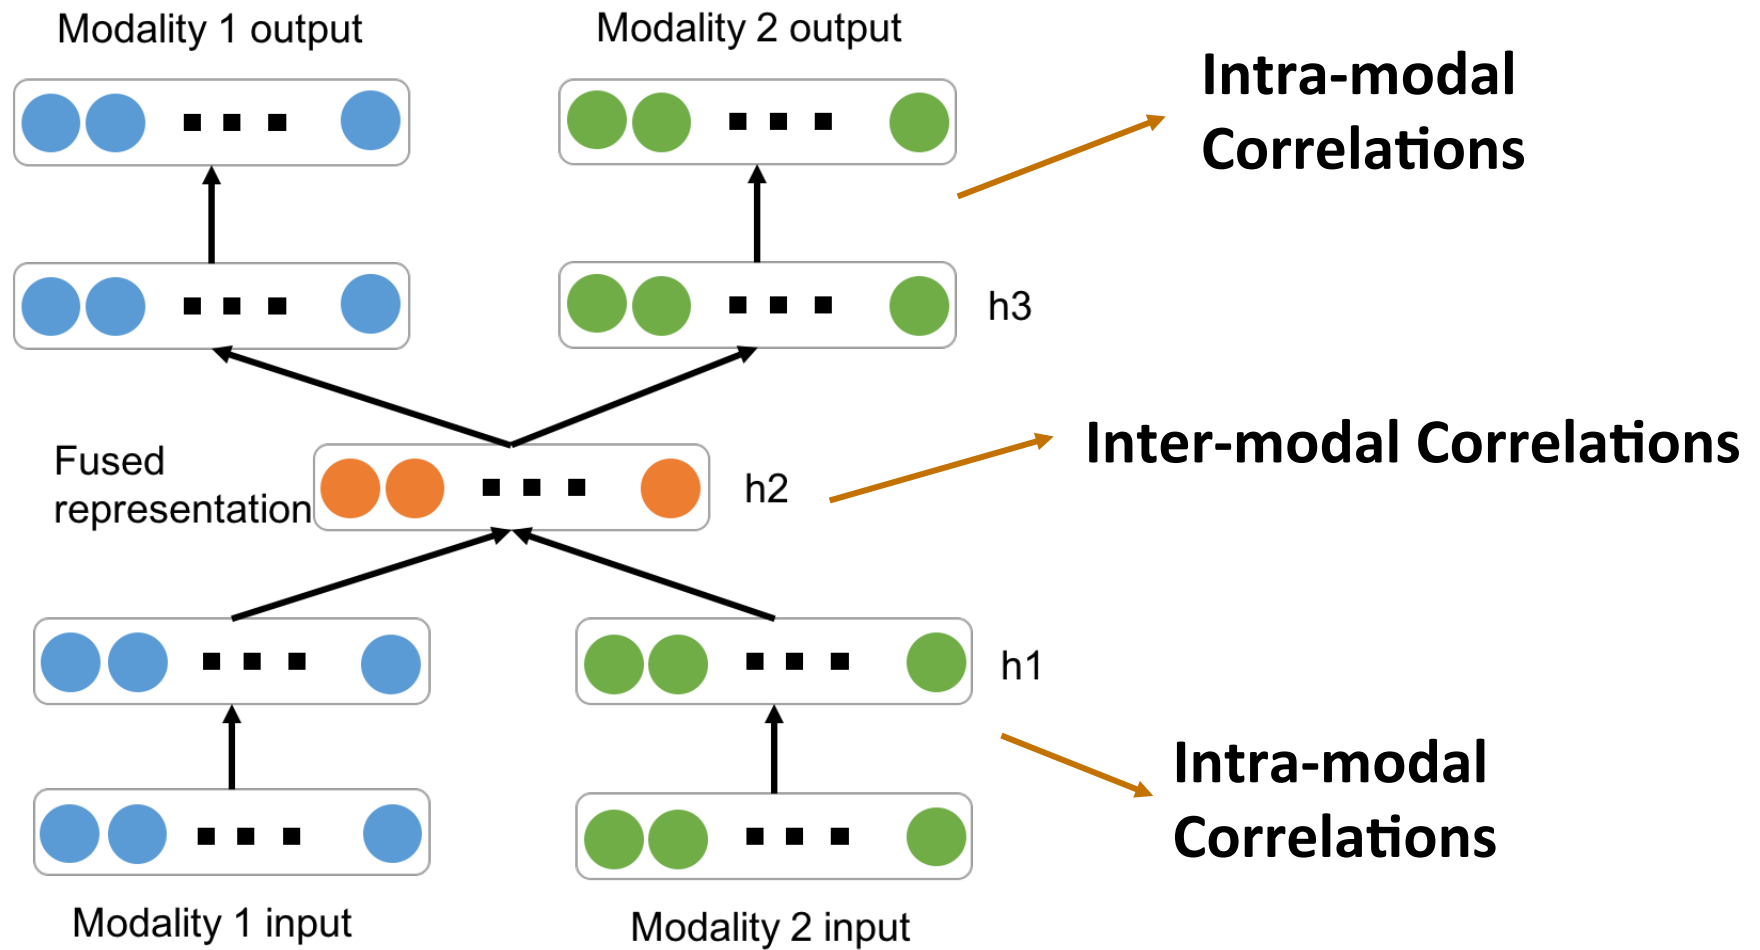 Modality 1 output
Modality 2 output
Intra-modal
Correlations
h3
Fused
representation
h2
Inter-modal Correlations
h1
Intra-modal
Correlations
Modality 1 input
Modality 2 input